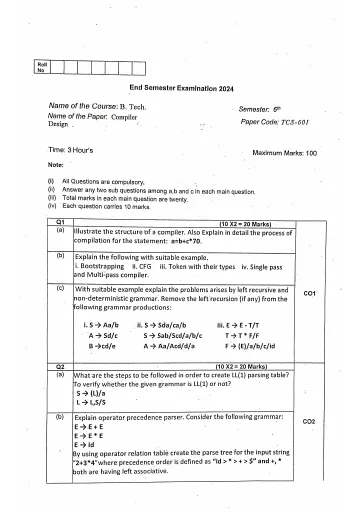 Roll
No
End Semester Examination 2024
Name of the Course: B. Tech.
Semester: 6th
Name of the Paper: Compiler
Design
Paper Code: TCS-601
Time: 3 Hour's
Maximum Marks: 100
Note:
(i) All Questions are compulsory.
(ii) Answer any two sub questions among a,b and c in each main question.
(iii) Total marks in each main question are twenty.
(iv) Each question carries 10 marks.
Q1 (10 X2 = 20 Marks)
(a) Illustrate the structure of a compiler. Also Explain in detail the process of
compilation for the statement: a=b+c*70.
(b) Explain the following with suitable example.
i. Bootstrapping ii. CFG iii. Token with their types iv. Single pass
and Multi-pass compiler.
(c) With suitable example explain the problems arises by left recursive and
non-deterministic grammar. Remove the left recursion (if any) from the
following grammar productions:
CO1
i. S → Aa/b ii. S → Sda/ca/b iii. E → E - T/T
A → Sd/c S → Sab/Scd/a/b/c T → T * F/F
B →cd/e A → Aa/Acd/d/a F → (E)/a/b/c/id
Q2 (10 X2 = 20 Marks)
(a) What are the steps to be followed in order to create LL(1) parsing table?
To verify whether the given grammar is LL(1) or not?
S → (L)/a
L → L,S/S
(b) Explain operator precedence parser. Consider the following grammar:
CO2
E → E + E
E → E * E
E → id
By using operator relation table create the parse tree for the input string
"2+3*4"where precedence order is defined as "Id > * > + > $" and +, *
both are having left associative.